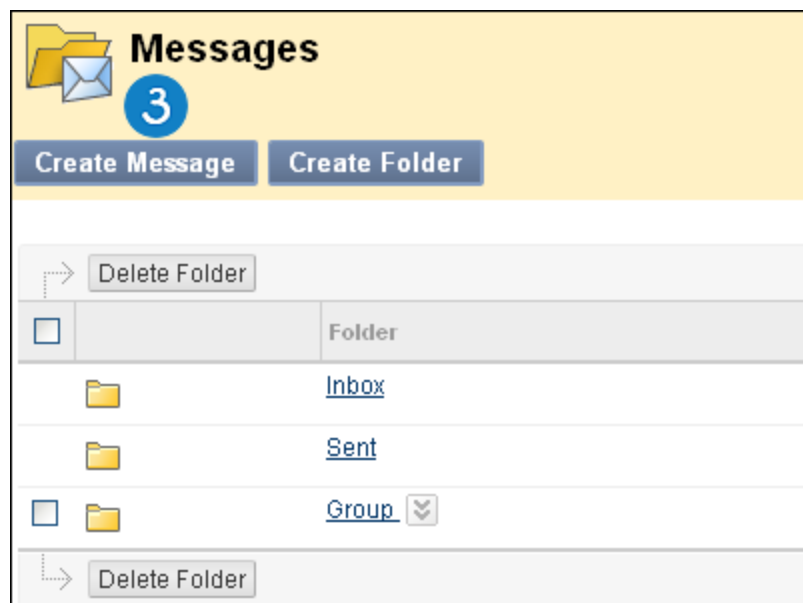 Messages
3
Create Message Create Folder
Delete Folder
Folder
Inbox
Sent
Group
Delete Folder